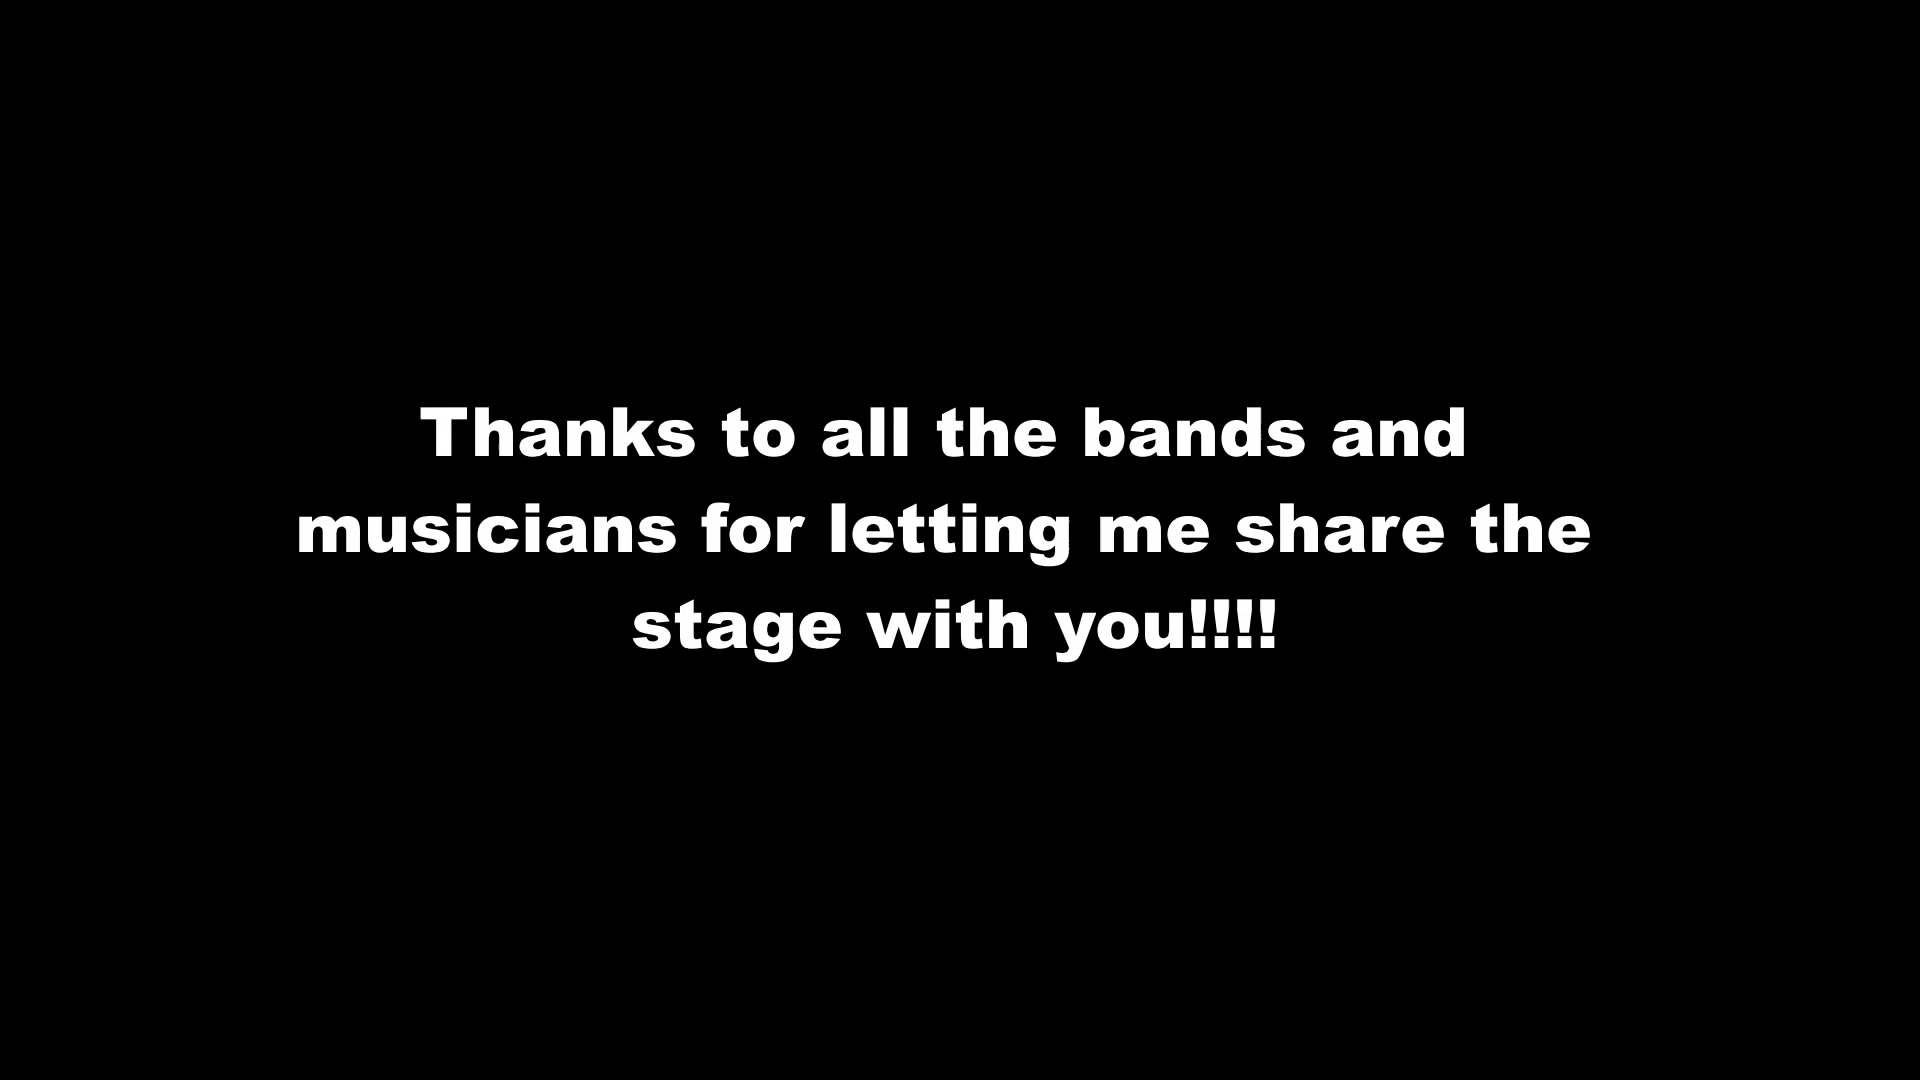 Thanks to all the bands and
musicians for letting me share the
stage with you!!!!